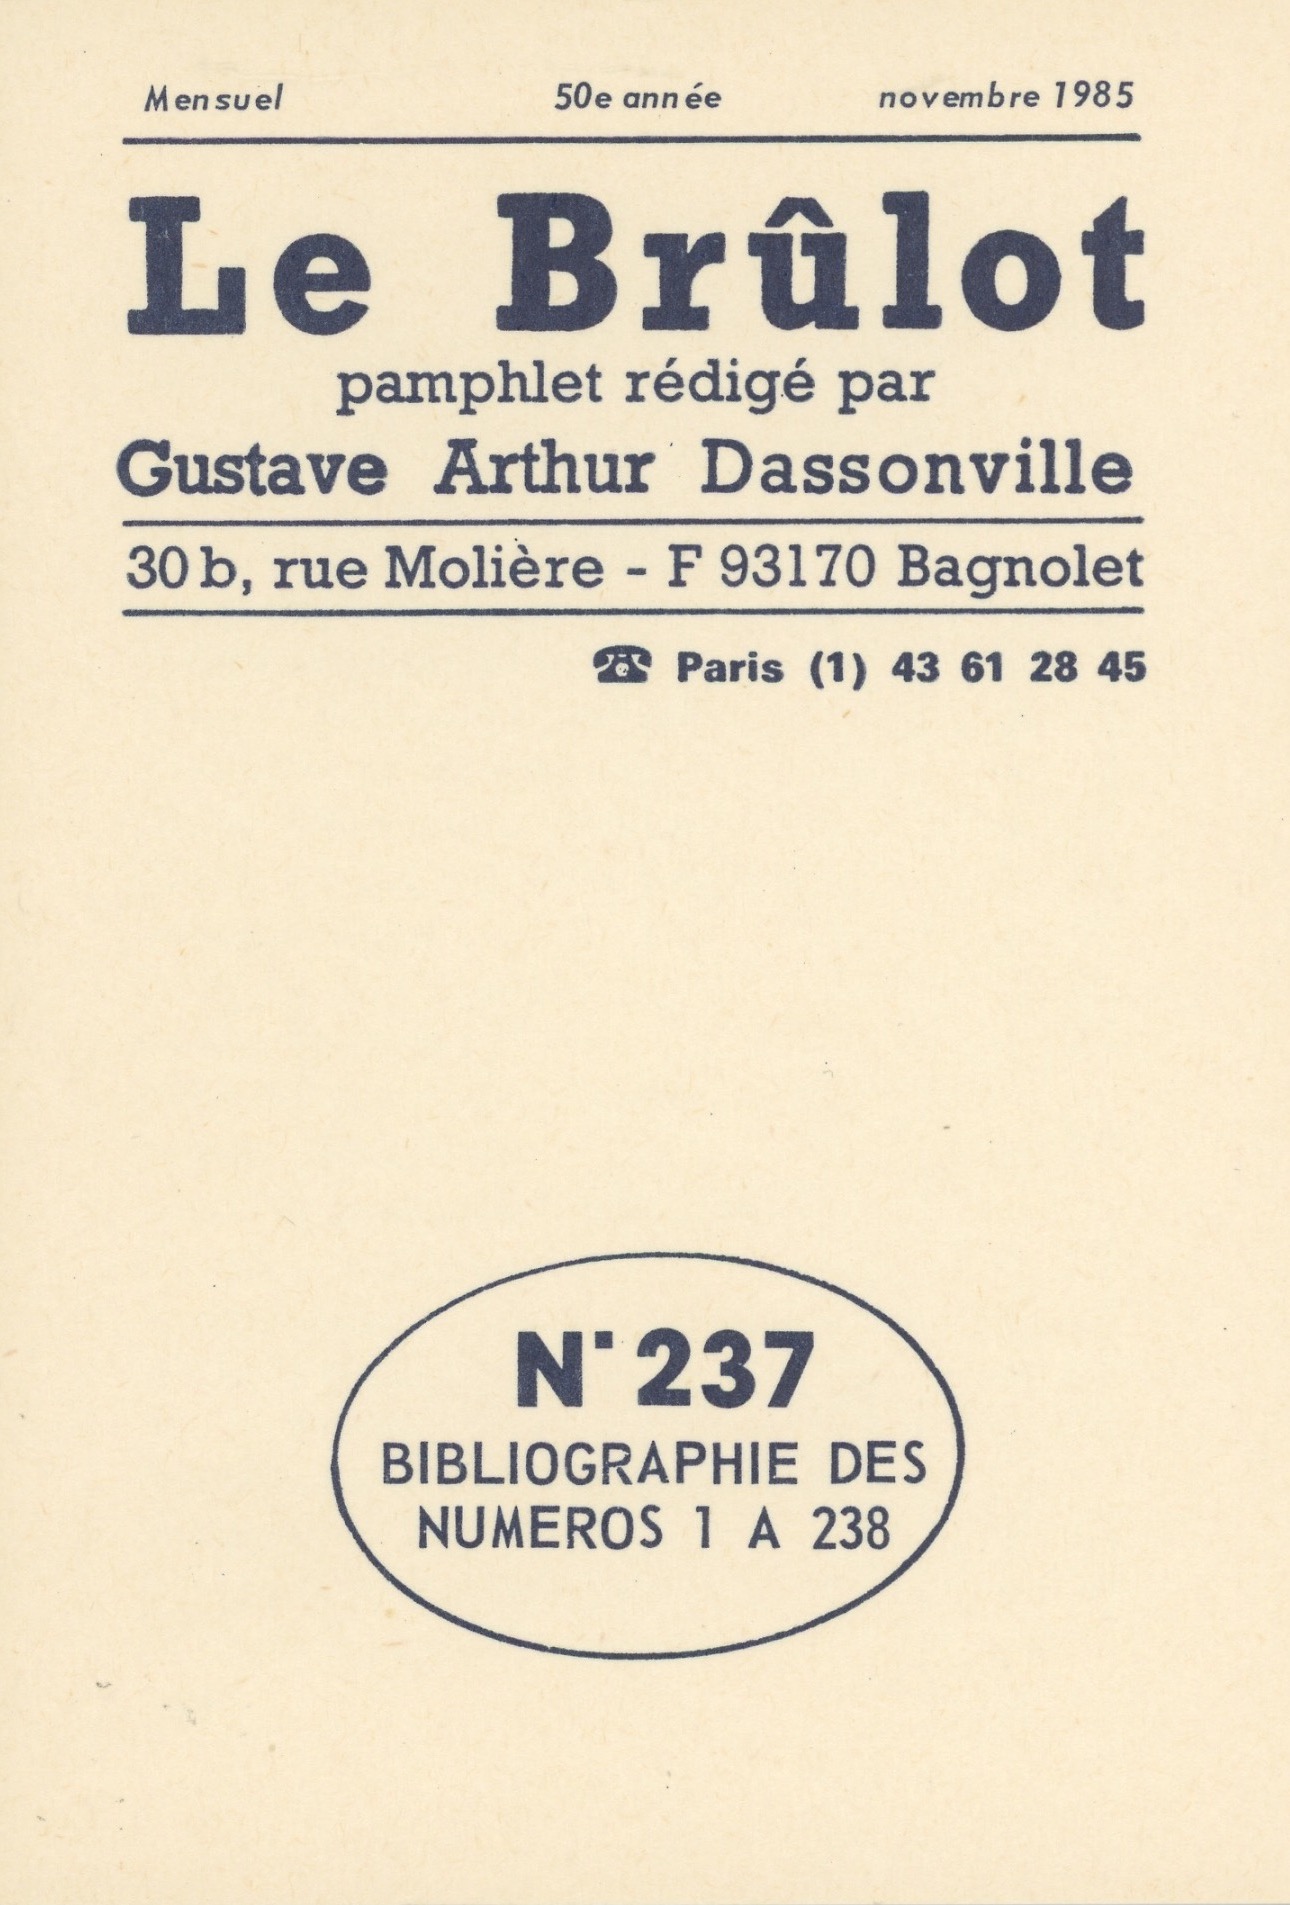 Mensuel 50e année novembre 1985
Le Brûlot
pamphlet rédigé par
Gustave Arthur Dassonville
30 b, rue Molière - F 93170 Bagnolet
☎ Paris (1) 43 61 28 45
N° 237
BIBLIOGRAPHIE DES
NUMEROS 1 A 238